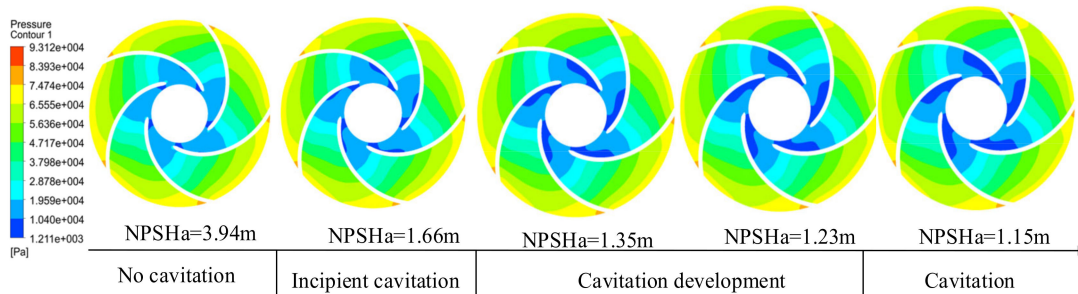 Pressure
Contour 1
9.312e+004
8.393e+004
7.474e+004
6.555e+004
5.636e+004
4.717e+004
3.798e+004
2.878e+004
1.959e+004
1.040e+004
1.211e+003
[Pa]
NPSHa=3.94m
NPSHa=1.66m
NPSHa=1.35m
NPSHa=1.23m
NPSHa=1.15m
No cavitation
Incipient cavitation
Cavitation development
Cavitation